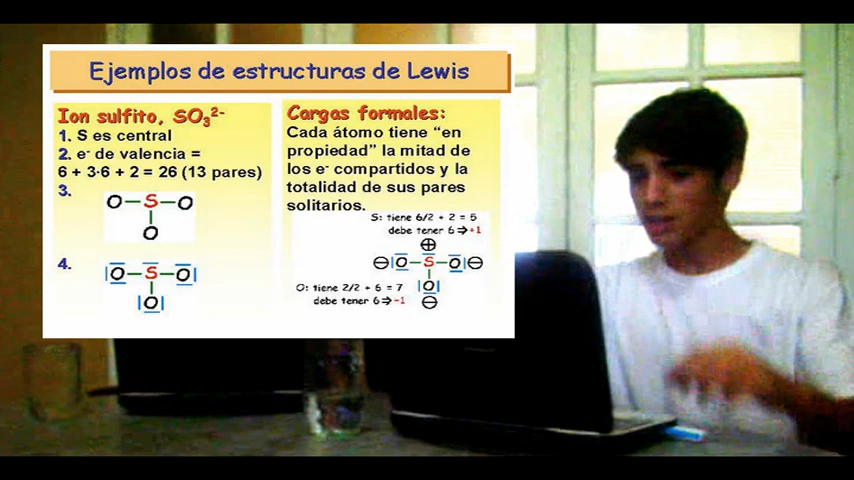 Ejemplos de estructuras de Lewis
Ion sulfito, SO₃²⁻
1. S es central
2. e⁻ de valencia =
6 + 3·6 + 2 = 26 (13 pares)
3.
O S O
O
4.
O S O
O
Cargas formales:
Cada átomo tiene “en
propiedad” la mitad de
los e⁻ compartidos y la
totalidad de sus pares
solitarios.
S: tiene 6/2 + 2 = 5
debe tener 6 ⇒ +1
⊕
⊖ O S O ⊖
O
⊖
O: tiene 2/2 + 6 = 7
debe tener 6 ⇒ −1